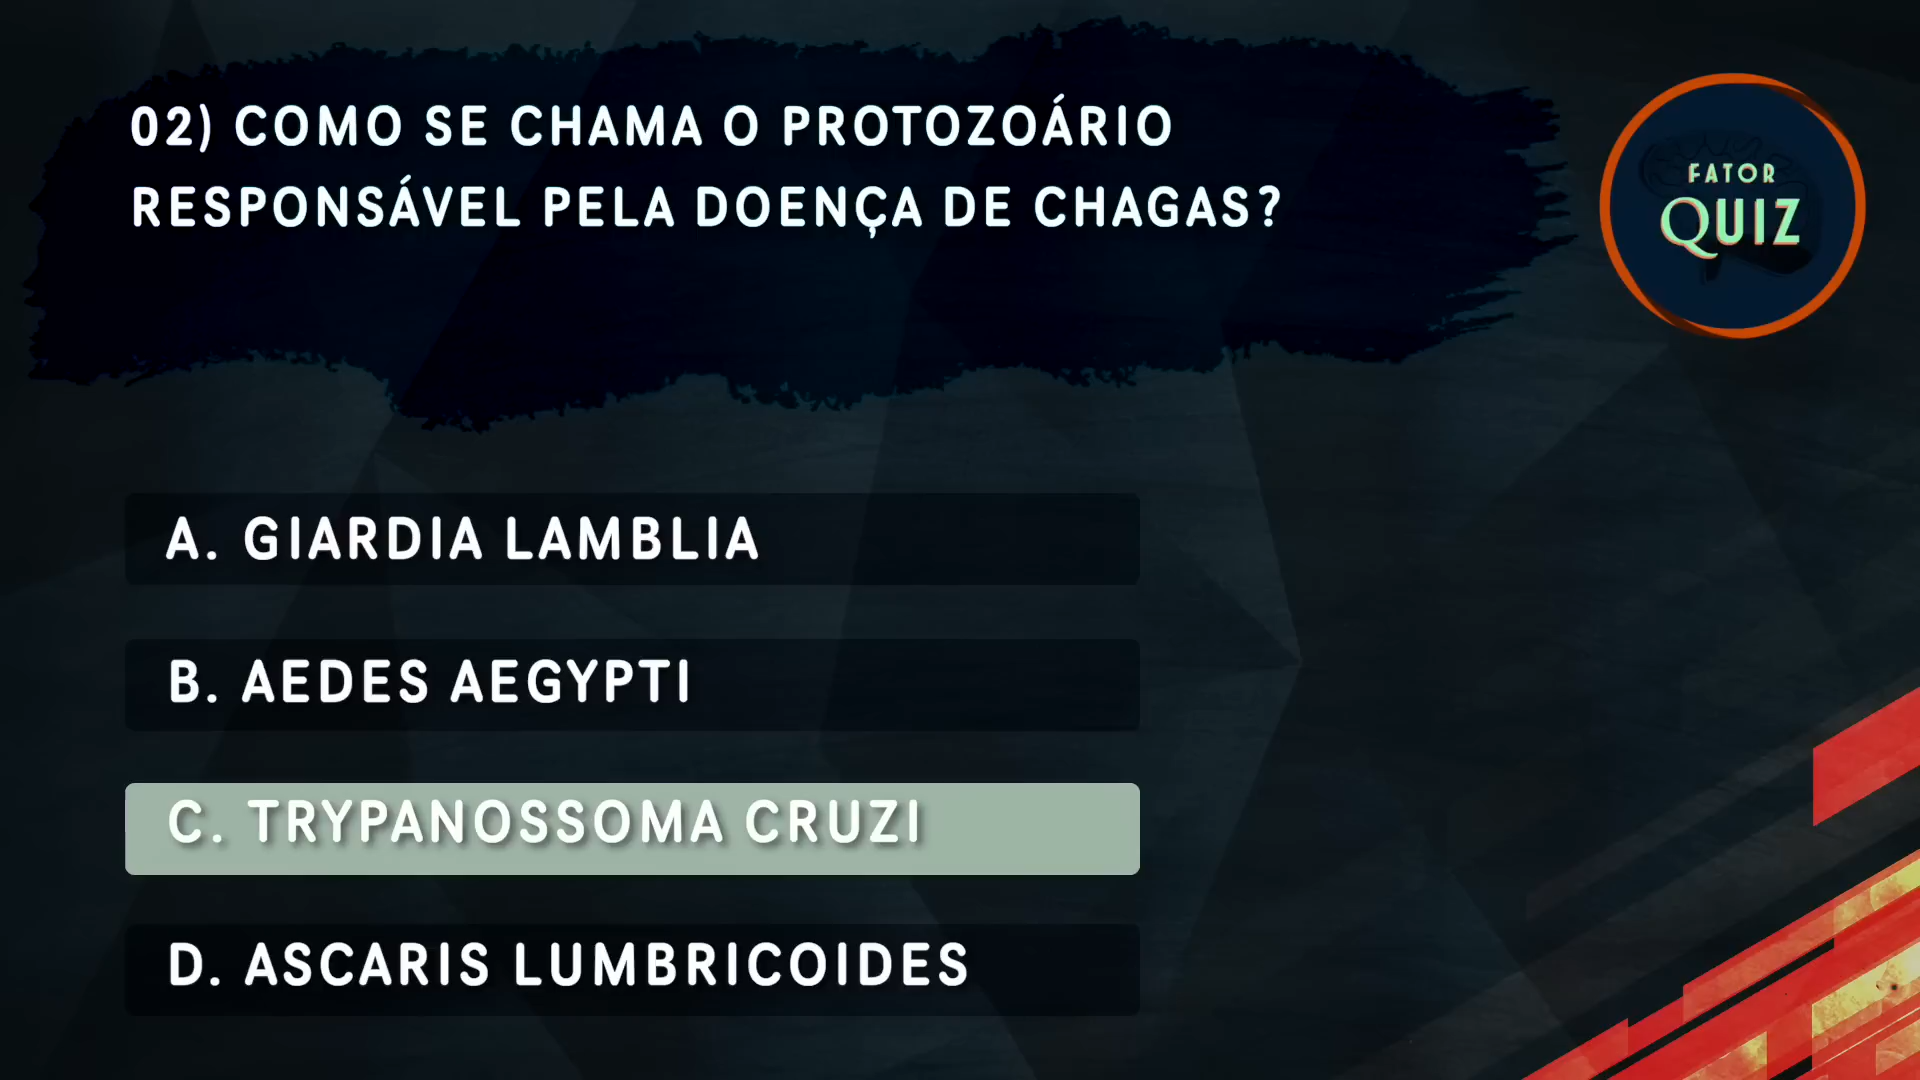 02) COMO SE CHAMA O PROTOZOÁRIO
RESPONSÁVEL PELA DOENÇA DE CHAGAS?
FATOR
QUIZ
A. GIARDIA LAMBLIA
B. AEDES AEGYPTI
C. TRYPANOSSOMA CRUZI
D. ASCARIS LUMBRICOIDES